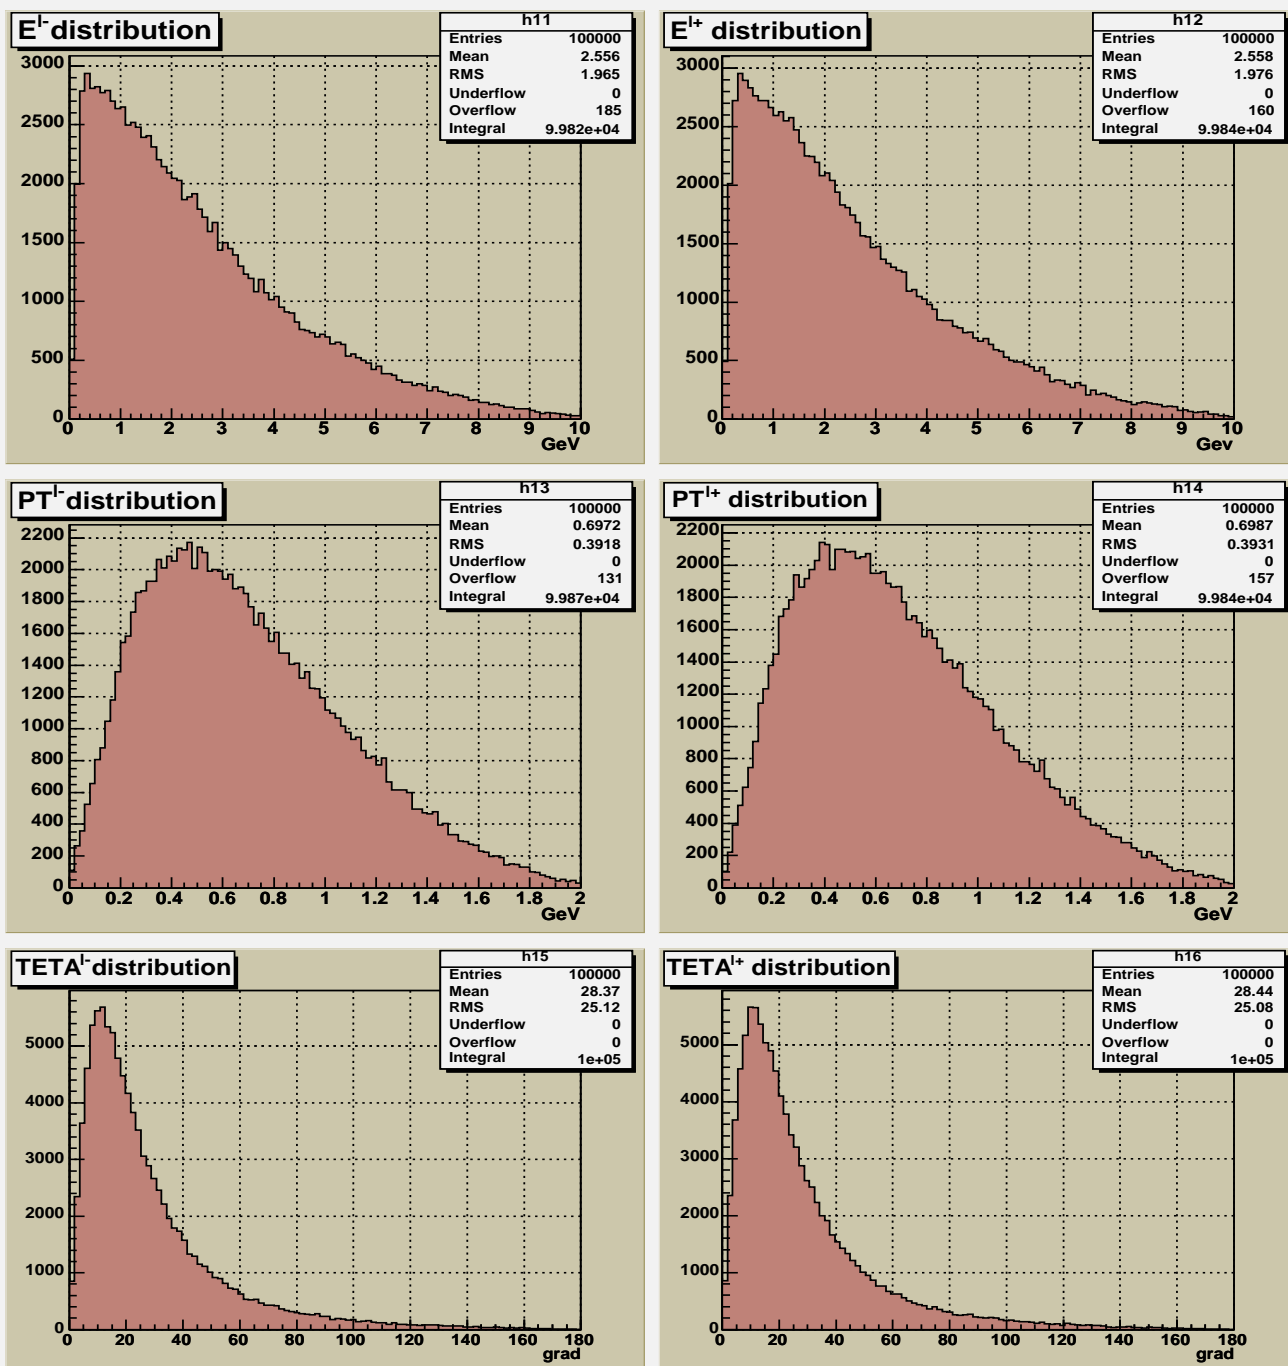 E^l- distribution
h11
Entries 100000
Mean 2.556
RMS 1.965
Underflow 0
Overflow 185
Integral 9.982e+04
3000
2500
2000
1500
1000
500
0
0 1 2 3 4 5 6 7 8 9 10
GeV
E^l+ distribution
h12
Entries 100000
Mean 2.558
RMS 1.976
Underflow 0
Overflow 160
Integral 9.984e+04
3000
2500
2000
1500
1000
500
0
0 1 2 3 4 5 6 7 8 9 10
Gev
PT^l- distribution
h13
Entries 100000
Mean 0.6972
RMS 0.3918
Underflow 0
Overflow 131
Integral 9.987e+04
2200
2000
1800
1600
1400
1200
1000
800
600
400
200
0
0 0.2 0.4 0.6 0.8 1 1.2 1.4 1.6 1.8 2
GeV
PT^l+ distribution
h14
Entries 100000
Mean 0.6987
RMS 0.3931
Underflow 0
Overflow 157
Integral 9.984e+04
2200
2000
1800
1600
1400
1200
1000
800
600
400
200
0
0 0.2 0.4 0.6 0.8 1 1.2 1.4 1.6 1.8 2
GeV
TETA^l- distribution
h15
Entries 100000
Mean 28.37
RMS 25.12
Underflow 0
Overflow 0
Integral 1e+05
5000
4000
3000
2000
1000
0
0 20 40 60 80 100 120 140 160 180
grad
TETA^l+ distribution
h16
Entries 100000
Mean 28.44
RMS 25.08
Underflow 0
Overflow 0
Integral 1e+05
5000
4000
3000
2000
1000
0
0 20 40 60 80 100 120 140 160 180
grad